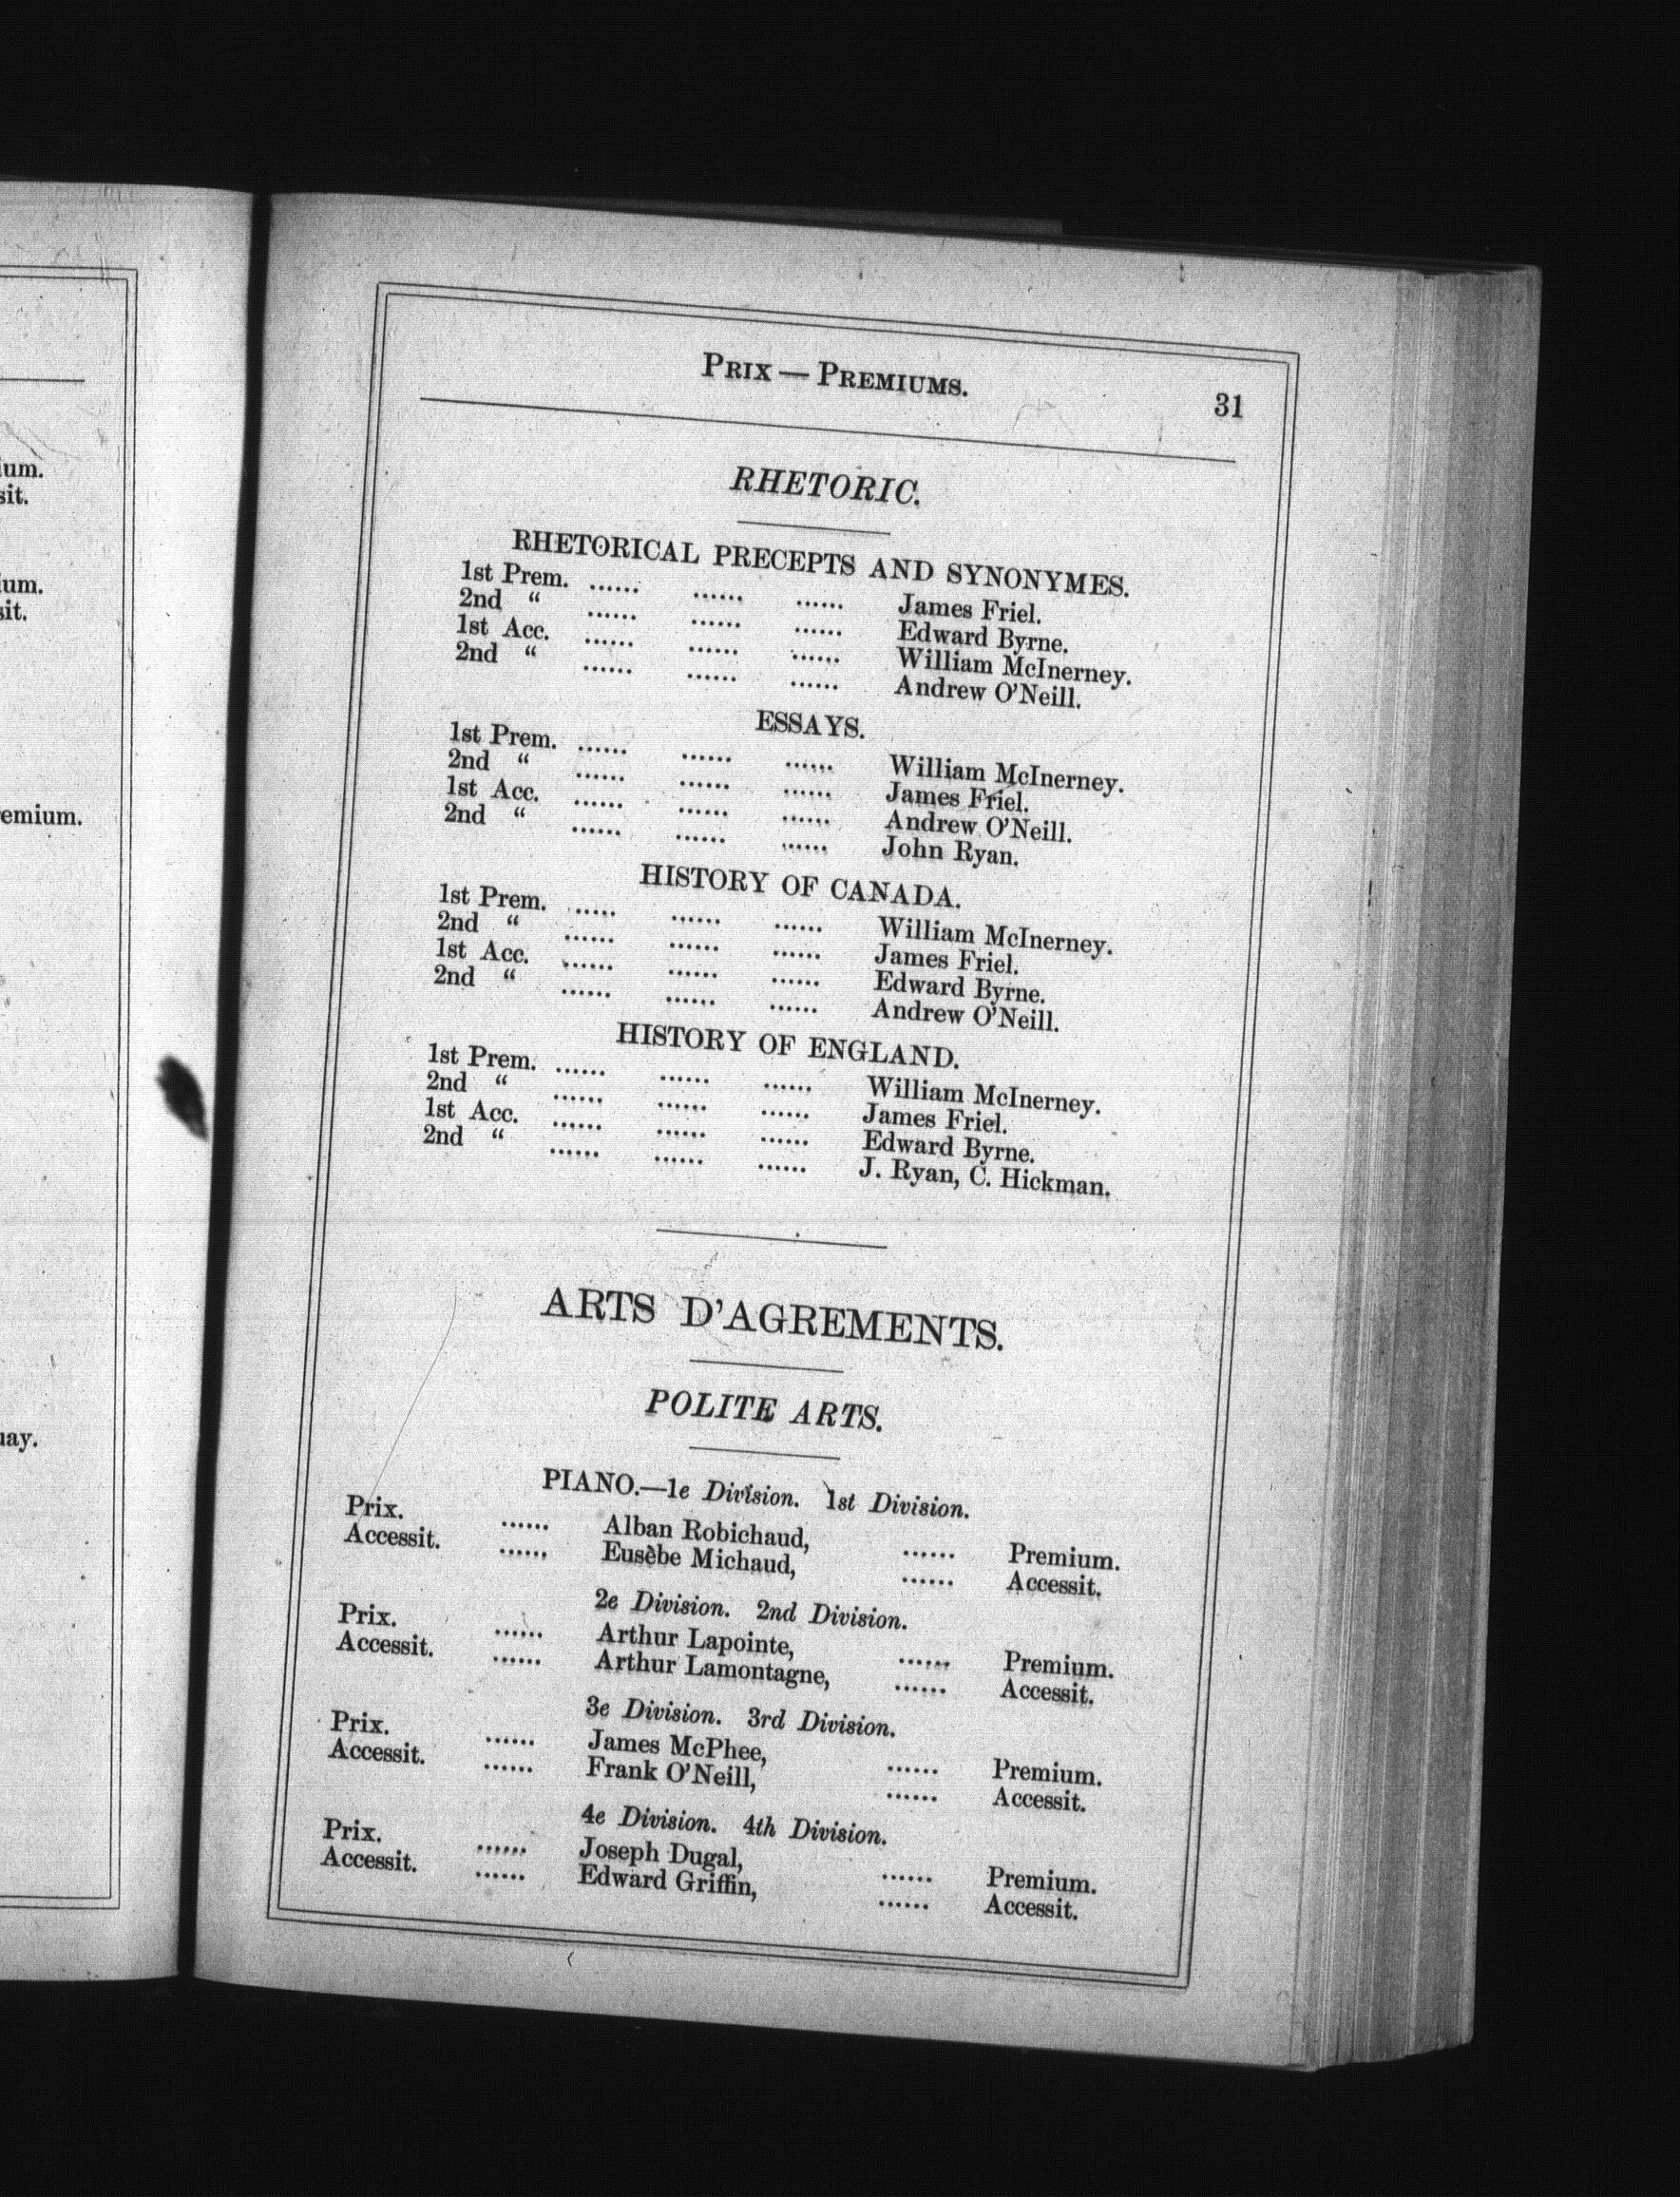 ium.
sit.
ium.
sit.
emium.
uay.
PRIX — PREMIUMS.
31
RHETORIC.
RHETORICAL PRECEPTS AND SYNONYMES.
1st Prem. ...... ...... ...... James Friel.
2nd “ ...... ...... ...... Edward Byrne.
1st Acc. ...... ...... ...... William McInerney.
2nd “ ...... ...... ...... Andrew O'Neill.
ESSAYS.
1st Prem. ...... ...... ...... William McInerney.
2nd “ ...... ...... ...... James Friel.
1st Acc. ...... ...... ...... Andrew O'Neill.
2nd “ ...... ...... ...... John Ryan.
HISTORY OF CANADA.
1st Prem. ..... ...... ...... William McInerney.
2nd “ ...... ...... ...... James Friel.
1st Acc. ...... ...... ...... Edward Byrne.
2nd “ ...... ...... ...... Andrew O'Neill.
HISTORY OF ENGLAND.
1st Prem. ...... ...... ...... William McInerney.
2nd “ ...... ...... ...... James Friel.
1st Acc. ...... ...... ...... Edward Byrne.
2nd “ ...... ...... ...... J. Ryan, C. Hickman.
ARTS D'AGREMENTS.
POLITE ARTS.
PIANO.—1e Division. 1st Division.
Prix. ...... Alban Robichaud, ...... Premium.
Accessit. ...... Eusèbe Michaud, ...... Accessit.
2e Division. 2nd Division.
Prix. ...... Arthur Lapointe, ...... Premium.
Accessit. ...... Arthur Lamontagne, ...... Accessit.
3e Division. 3rd Division.
Prix. ...... James McPhee, ...... Premium.
Accessit. ...... Frank O'Neill, ...... Accessit.
4e Division. 4th Division.
Prix. ...... Joseph Dugal, ...... Premium.
Accessit. ...... Edward Griffin, ...... Accessit.